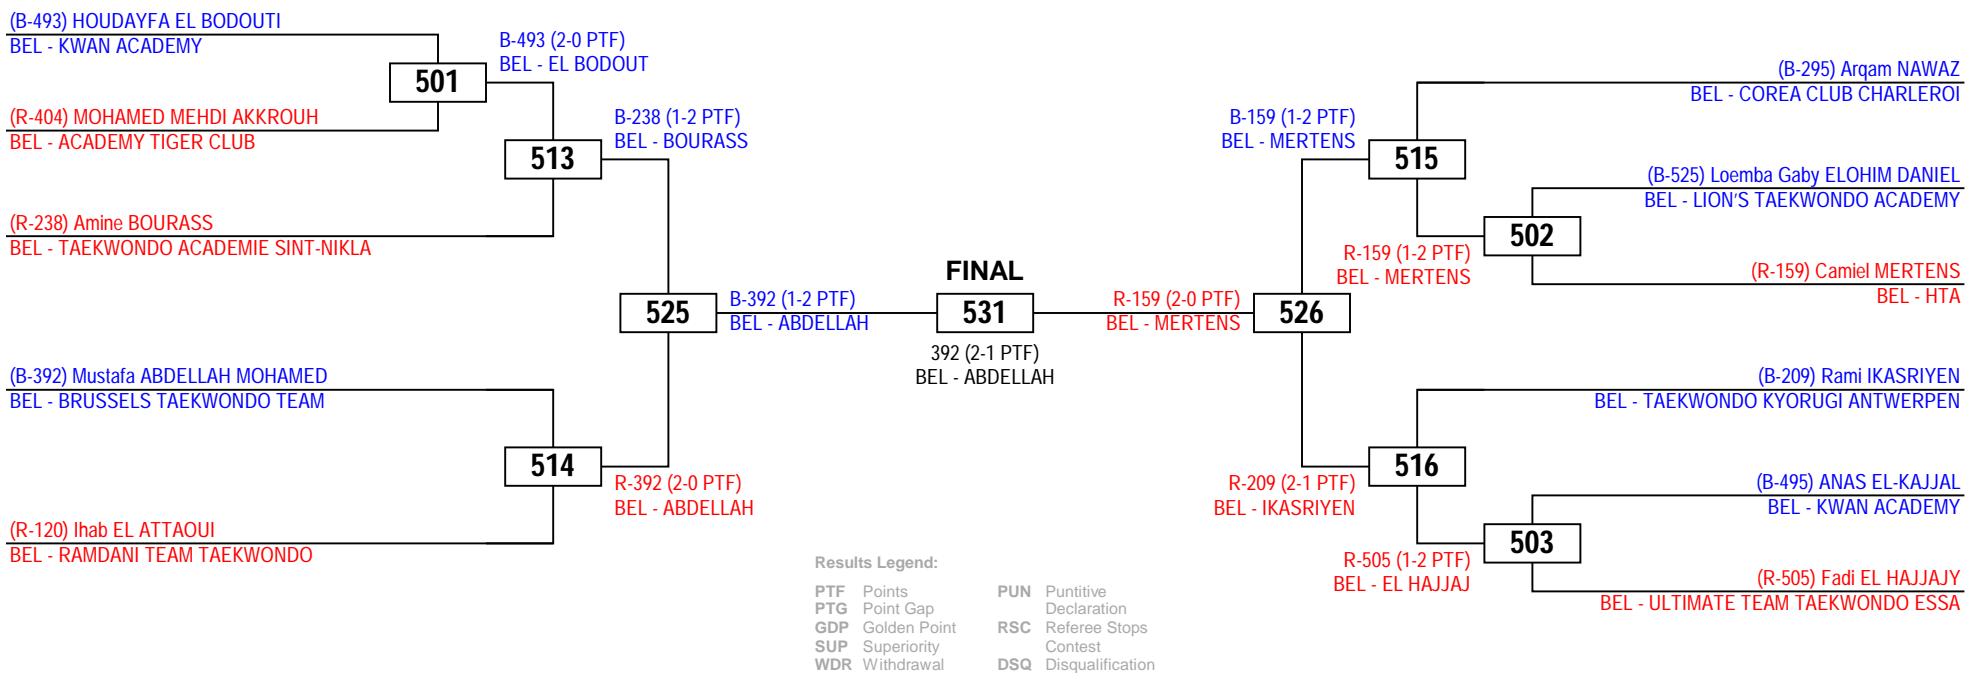 (B-493) HOUDAYFA EL BODOUTI
BEL - KWAN ACADEMY
B-493 (2-0 PTF)
BEL - EL BODOUT
501
(R-404) MOHAMED MEHDI AKKROUH
BEL - ACADEMY TIGER CLUB
B-238 (1-2 PTF)
BEL - BOURASS
513
(R-238) Amine BOURASS
BEL - TAEKWONDO ACADEMIE SINT-NIKLA
525
B-392 (1-2 PTF)
BEL - ABDELLAH
(B-392) Mustafa ABDELLAH MOHAMED
BEL - BRUSSELS TAEKWONDO TEAM
514
R-392 (2-0 PTF)
BEL - ABDELLAH
(R-120) Ihab EL ATTAOUI
BEL - RAMDANI TEAM TAEKWONDO
FINAL
531
392 (2-1 PTF)
BEL - ABDELLAH
(B-295) Arqam NAWAZ
BEL - COREA CLUB CHARLEROI
B-159 (1-2 PTF)
BEL - MERTENS
515
(B-525) Loemba Gaby ELOHIM DANIEL
BEL - LION'S TAEKWONDO ACADEMY
502
R-159 (1-2 PTF)
BEL - MERTENS
(R-159) Camiel MERTENS
BEL - HTA
R-159 (2-0 PTF)
BEL - MERTENS
526
(B-209) Rami IKASRIYEN
BEL - TAEKWONDO KYORUGI ANTWERPEN
516
R-209 (2-1 PTF)
BEL - IKASRIYEN
(B-495) ANAS EL-KAJJAL
BEL - KWAN ACADEMY
503
R-505 (1-2 PTF)
BEL - EL HAJJAJ
(R-505) Fadi EL HAJJAJY
BEL - ULTIMATE TEAM TAEKWONDO ESSA
Results Legend:
PTF Points
PTG Point Gap
GDP Golden Point
SUP Superiority
WDR Withdrawal
PUN Puntitive
Declaration
RSC Referee Stops
Contest
DSQ Disqualification